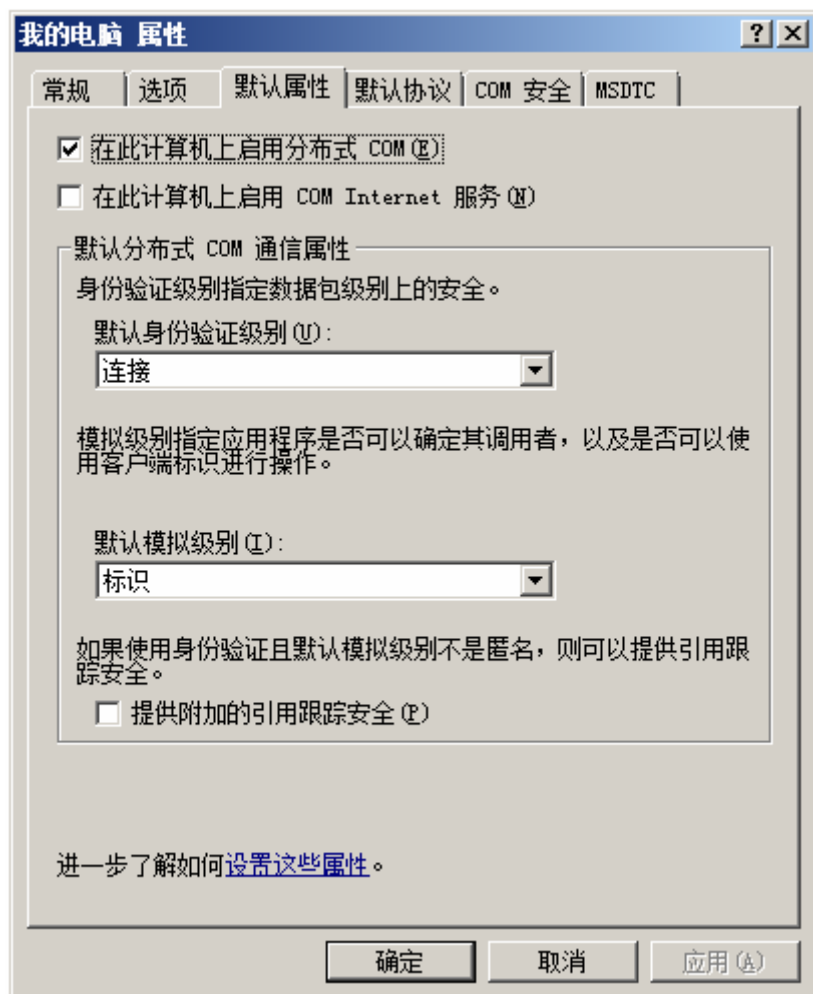 我的电脑 属性
常规 选项 默认属性 默认协议 COM 安全 MSDTC
在此计算机上启用分布式 COM(E)
在此计算机上启用 COM Internet 服务(N)
默认分布式 COM 通信属性
身份验证级别指定数据包级别上的安全。
默认身份验证级别(U):
连接
模拟级别指定应用程序是否可以确定其调用者，以及是否可以使
用客户端标识进行操作。
默认模拟级别(I):
标识
如果使用身份验证且默认模拟级别不是匿名，则可以提供引用跟
踪安全。
提供附加的引用跟踪安全(P)
进一步了解如何设置这些属性。
确定 取消 应用(A)